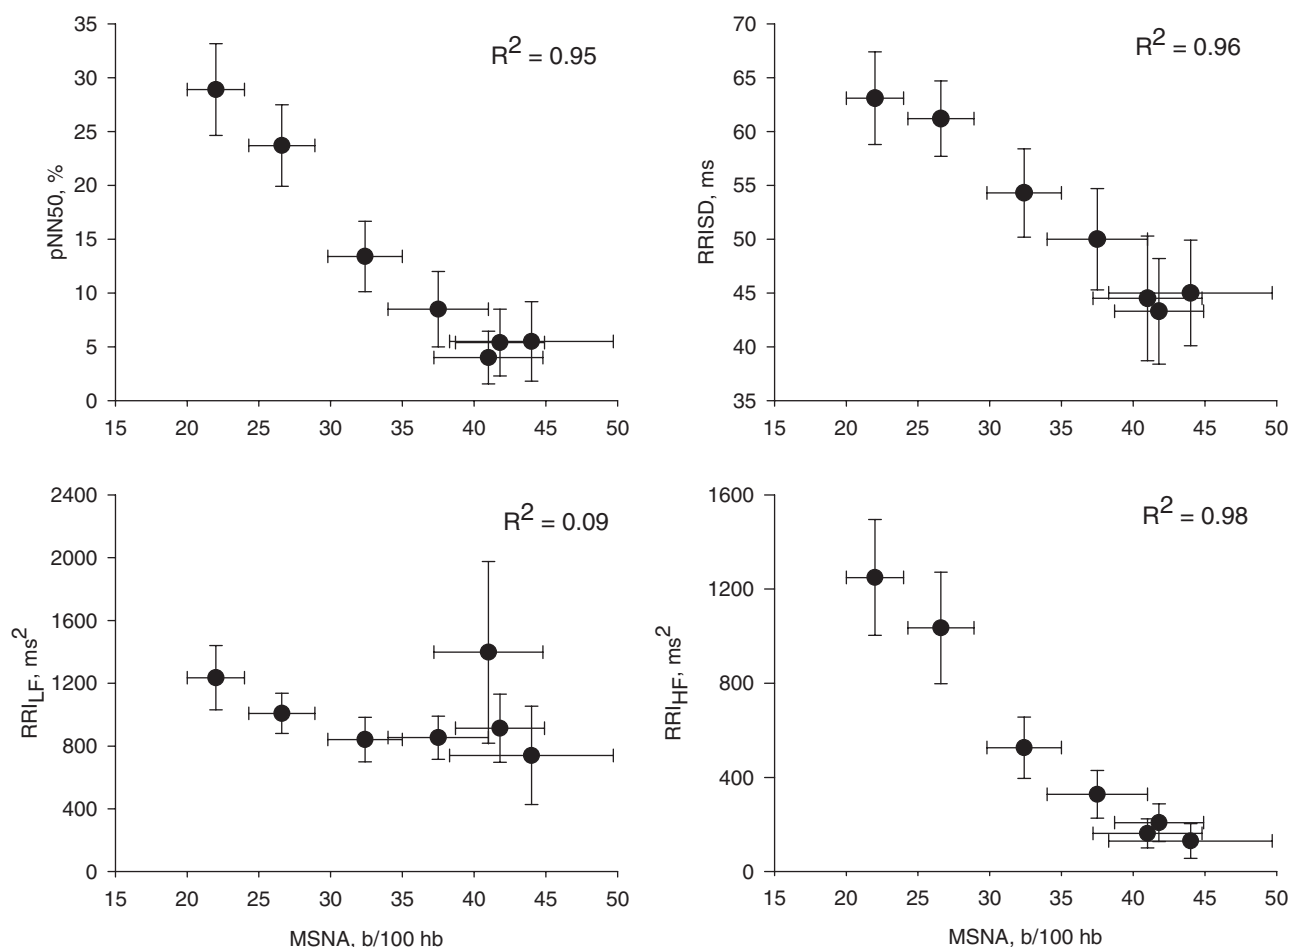 R² = 0.95
pNN50, %
35
30
25
20
15
10
5
0
15 20 25 30 35 40 45 50
R² = 0.96
RRISD, ms
70
65
60
55
50
45
40
35
15 20 25 30 35 40 45 50
R² = 0.09
RRI_LF, ms²
2400
2000
1600
1200
800
400
0
15 20 25 30 35 40 45 50
MSNA, b/100 hb
R² = 0.98
RRI_HF, ms²
1600
1200
800
400
0
15 20 25 30 35 40 45 50
MSNA, b/100 hb